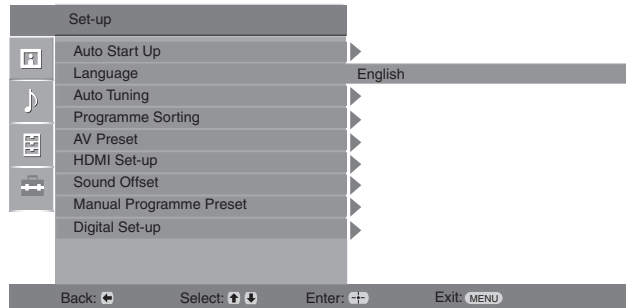 Set-up
Auto Start Up
Language English
Auto Tuning
Programme Sorting
AV Preset
HDMI Set-up
Sound Offset
Manual Programme Preset
Digital Set-up
Back: Select: Enter: Exit: MENU